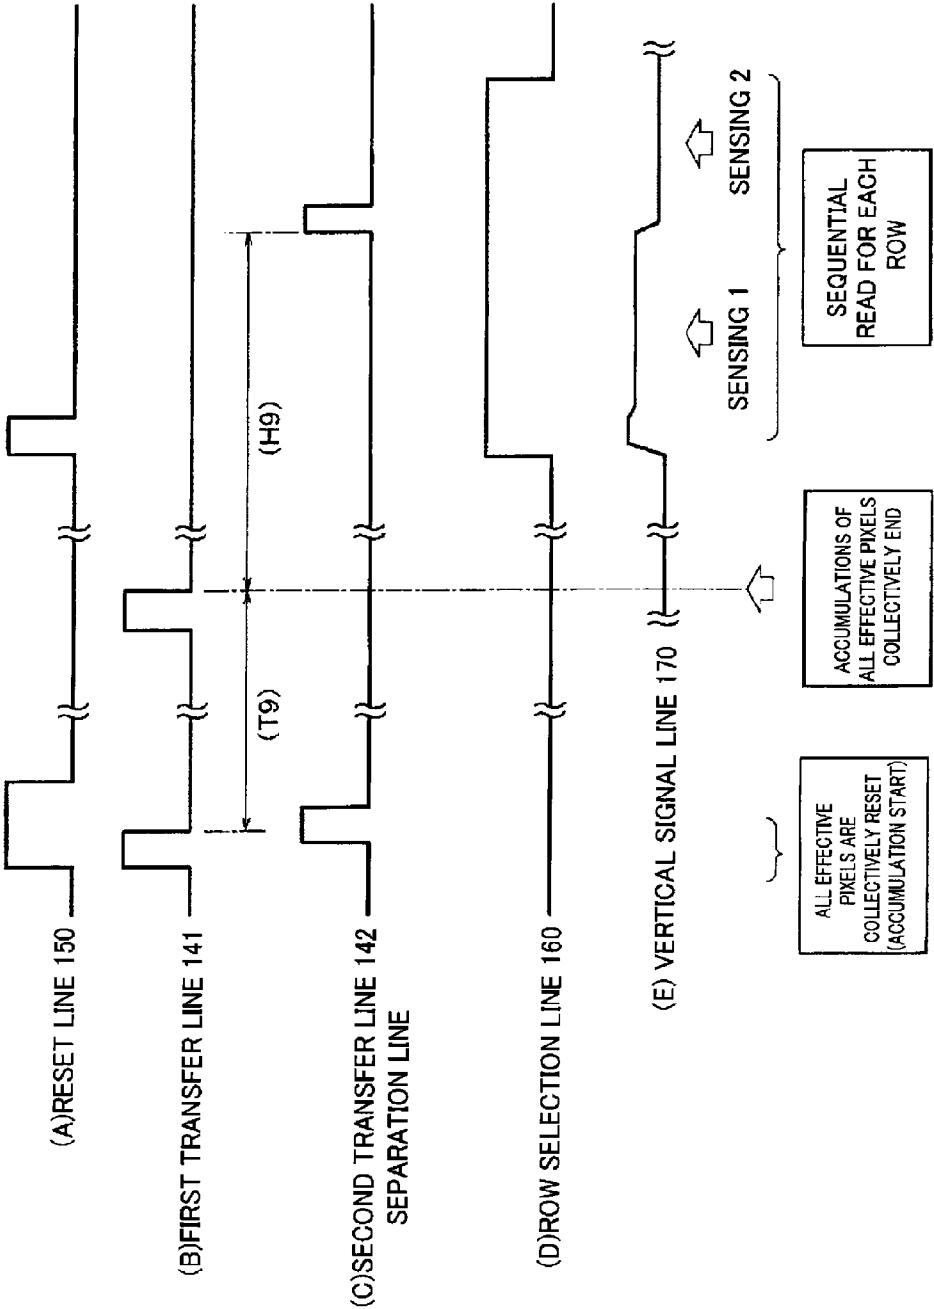 (A)RESET LINE 150
(B)FIRST TRANSFER LINE 141
(T9)
(H9)
(C)SECOND TRANSFER LINE 142
SEPARATION LINE
(D)ROW SELECTION LINE 160
(E) VERTICAL SIGNAL LINE 170
SENSING 1
SENSING 2
ALL EFFECTIVE
PIXELS ARE
COLLECTIVELY RESET
(ACCUMULATION START)
ACCUMULATIONS OF
ALL EFFECTIVE PIXELS
COLLECTIVELY END
SEQUENTIAL
READ FOR EACH
ROW